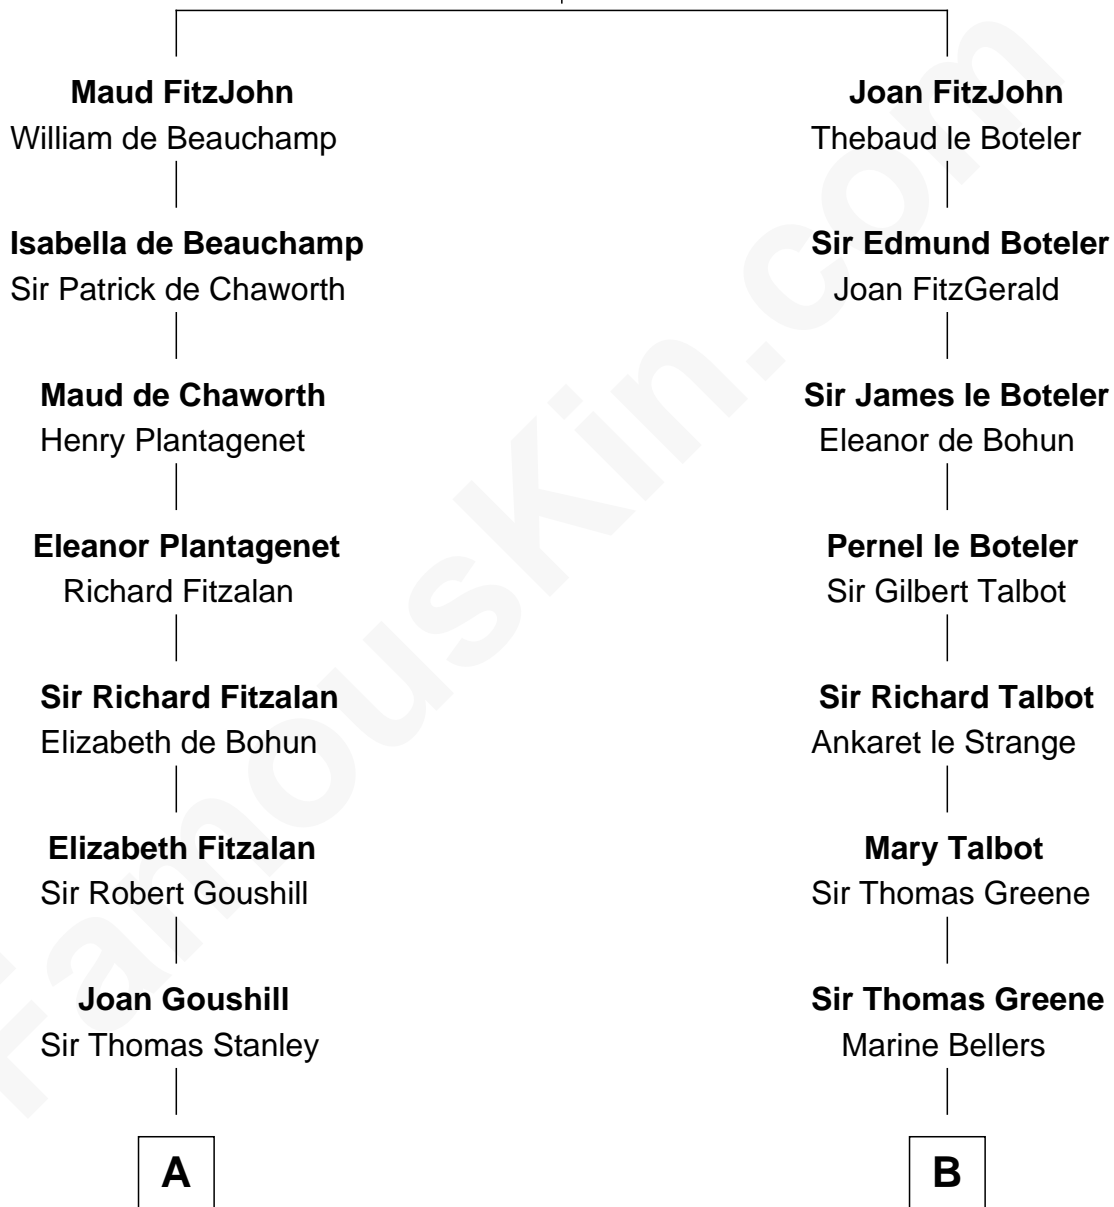 Maud FitzJohn
William de Beauchamp
Isabella de Beauchamp
Sir Patrick de Chaworth
Maud de Chaworth
Henry Plantagenet
Eleanor Plantagenet
Richard Fitzalan
Sir Richard Fitzalan
Elizabeth de Bohun
Elizabeth Fitzalan
Sir Robert Goushill
Joan Goushill
Sir Thomas Stanley
A
Joan FitzJohn
Thebaud le Boteler
Sir Edmund Boteler
Joan FitzGerald
Sir James le Boteler
Eleanor de Bohun
Pernel le Boteler
Sir Gilbert Talbot
Sir Richard Talbot
Ankaret le Strange
Mary Talbot
Sir Thomas Greene
Sir Thomas Greene
Marine Bellers
B
FamousKin.com